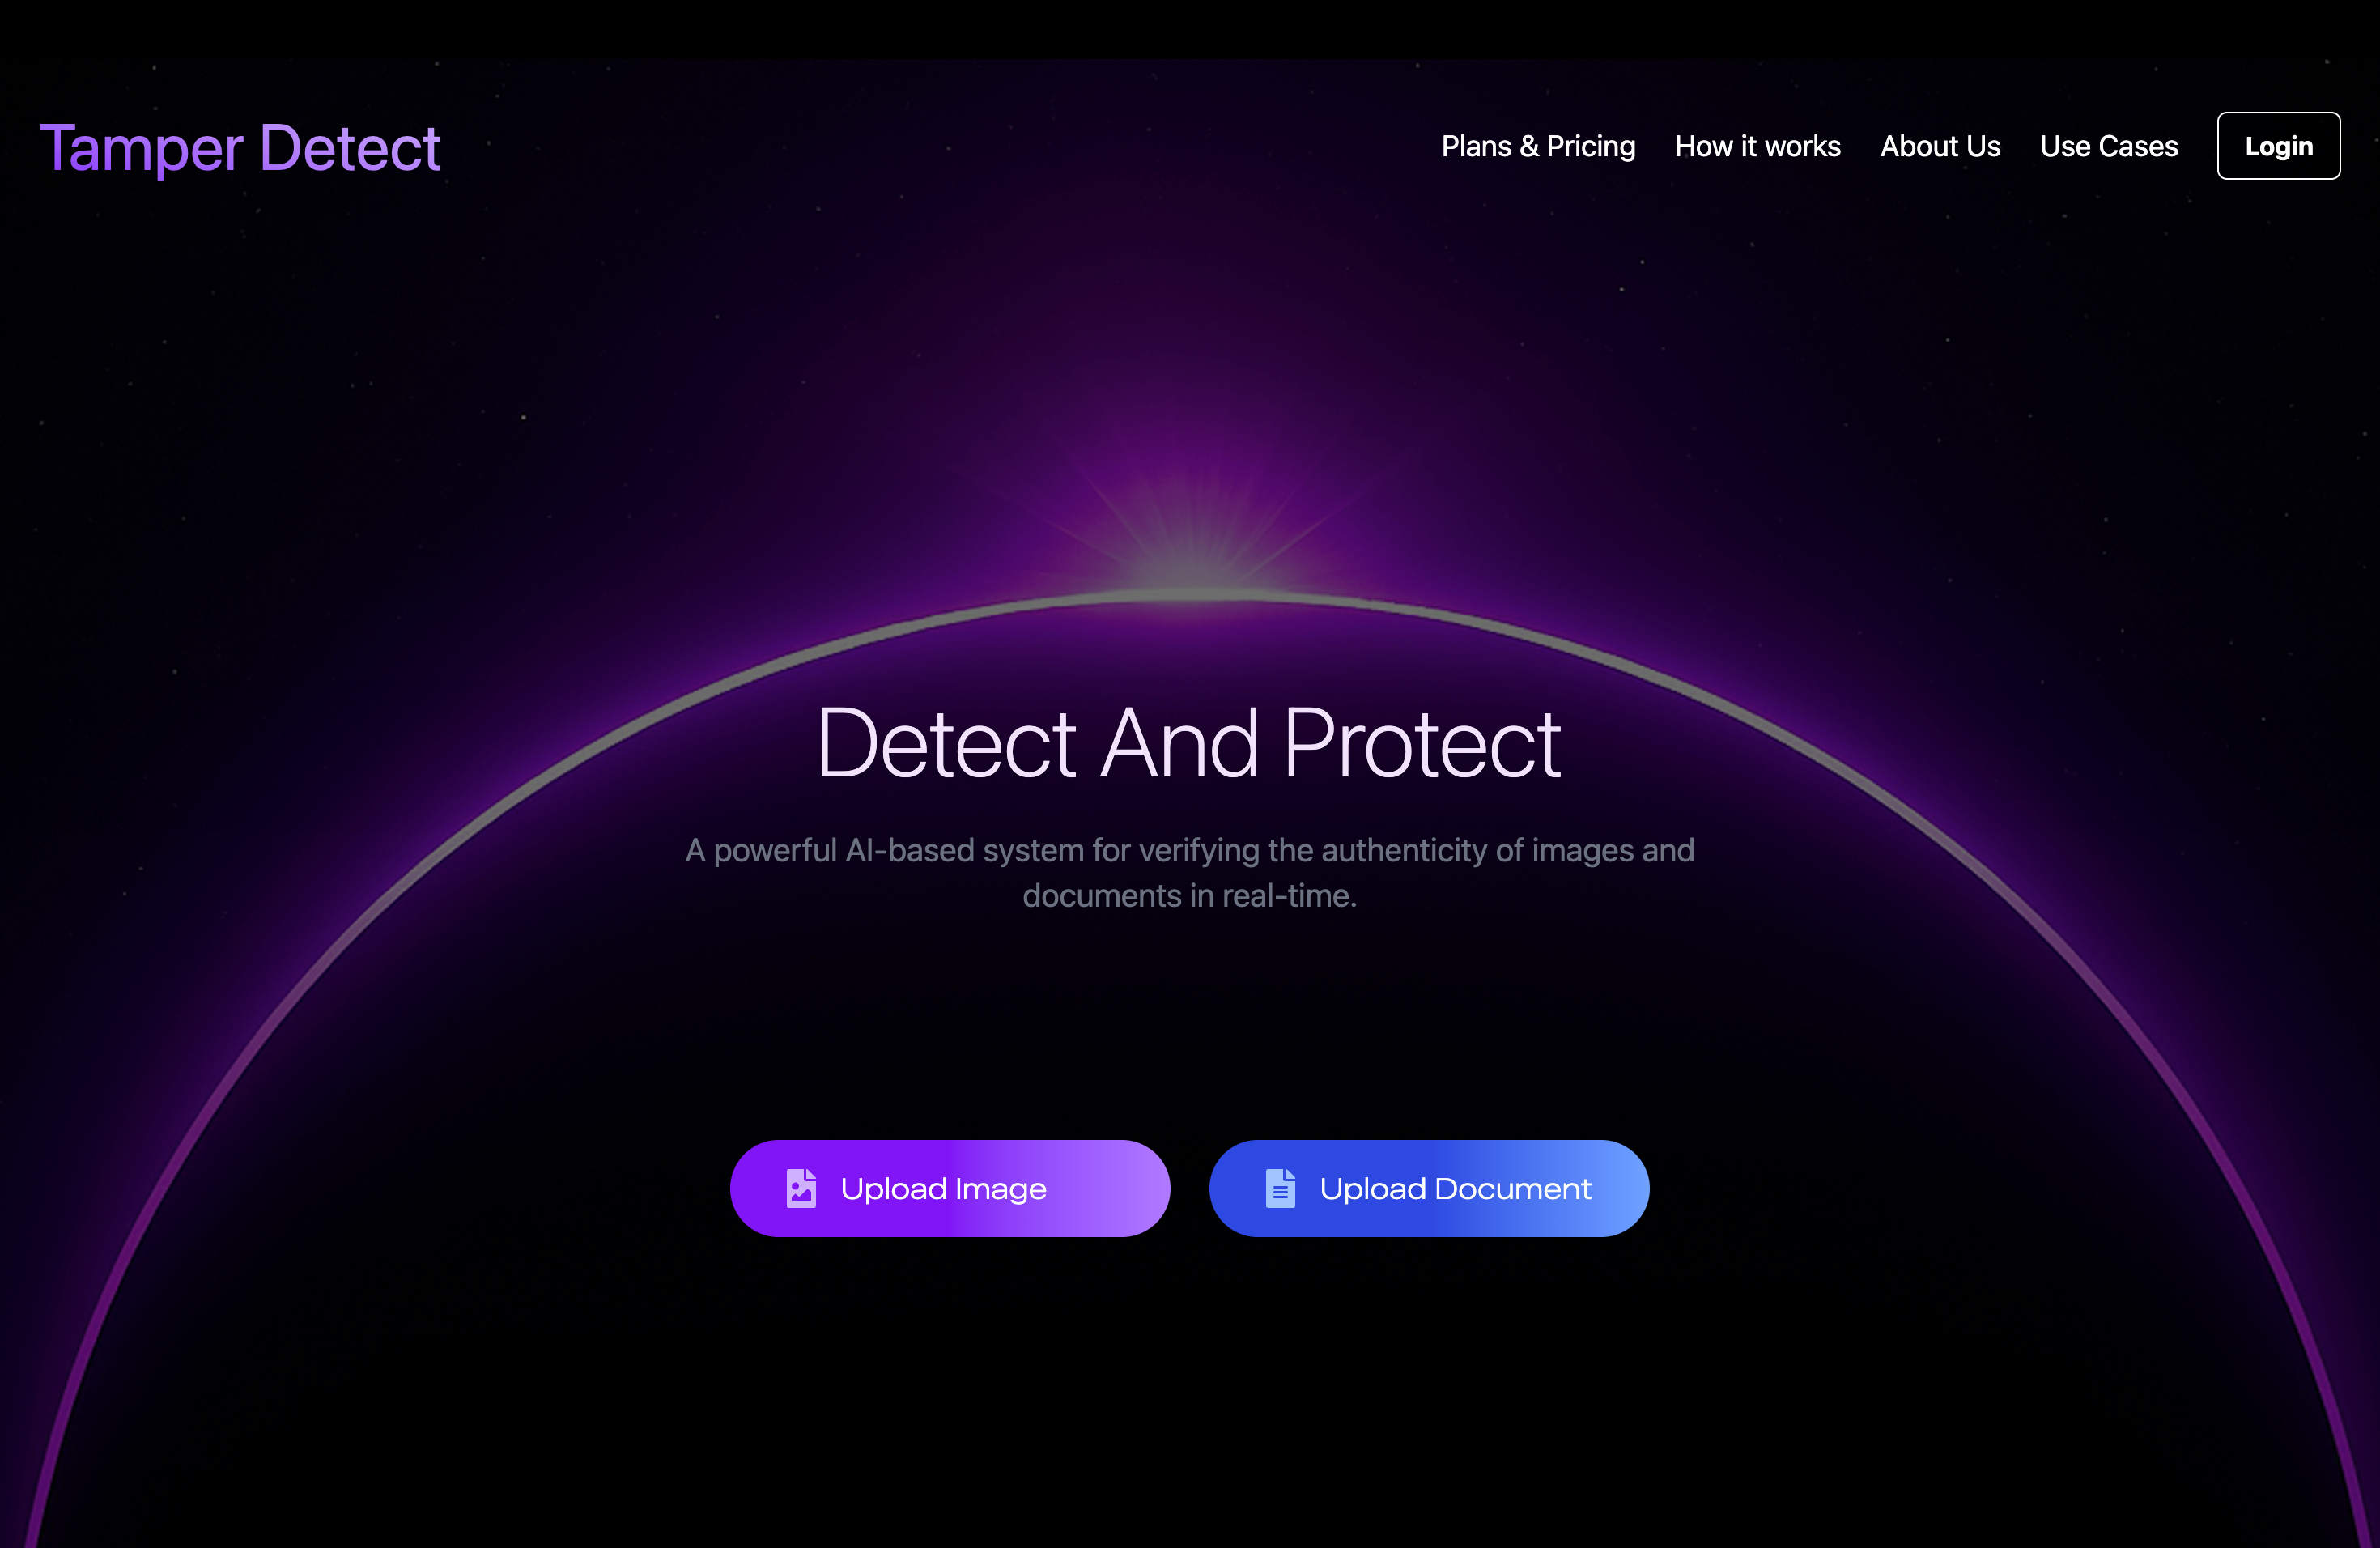 Tamper Detect
Plans & Pricing
How it works
About Us
Use Cases
Login
Detect And Protect
A powerful AI-based system for verifying the authenticity of images and
documents in real-time.
Upload Image
Upload Document